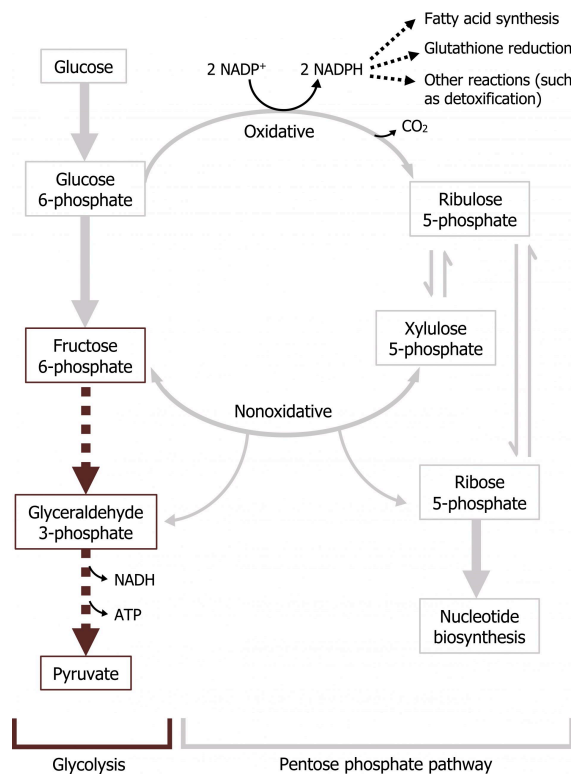 Fatty acid synthesis
Glutathione reduction
Other reactions (such
as detoxification)
2 NADP⁺
2 NADPH
Glucose
Oxidative
CO₂
Glucose
6-phosphate
Ribulose
5-phosphate
Xylulose
5-phosphate
Fructose
6-phosphate
Nonoxidative
Ribose
5-phosphate
Glyceraldehyde
3-phosphate
NADH
ATP
Nucleotide
biosynthesis
Pyruvate
Glycolysis
Pentose phosphate pathway